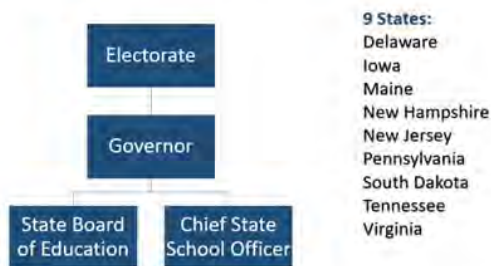 Electorate
Governor
State Board
of Education
Chief State
School Officer
9 States:
Delaware
Iowa
Maine
New Hampshire
New Jersey
Pennsylvania
South Dakota
Tennessee
Virginia